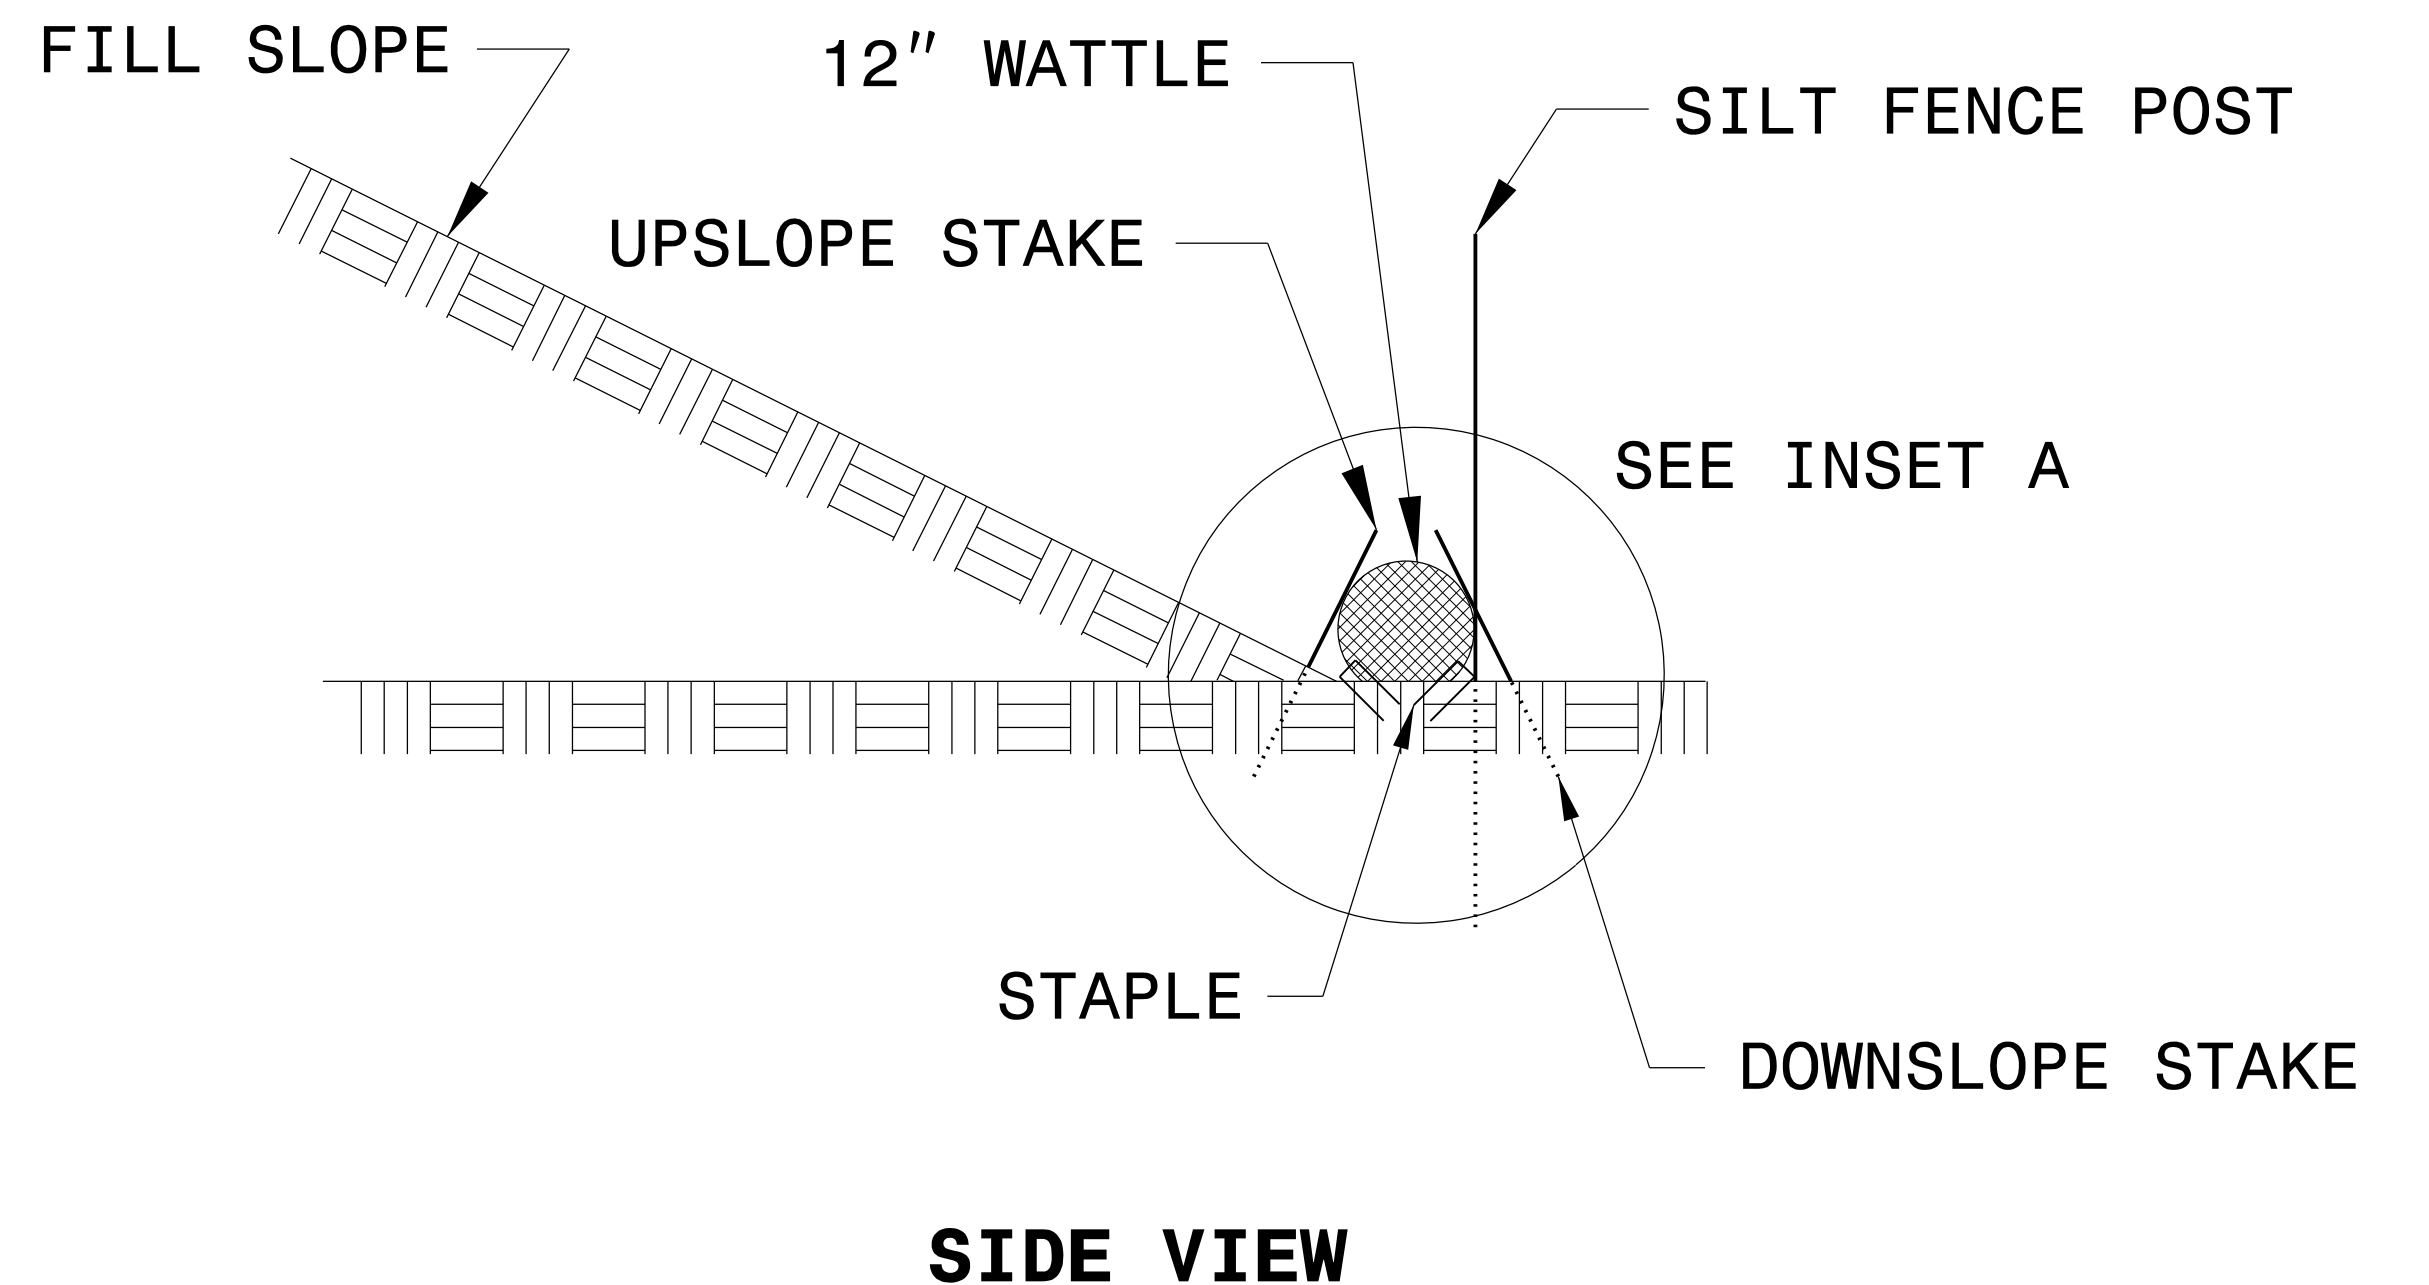 FILL SLOPE
12" WATTLE
SILT FENCE POST
UPSLOPE STAKE
SEE INSET A
STAPLE
DOWNSLOPE STAKE
SIDE VIEW